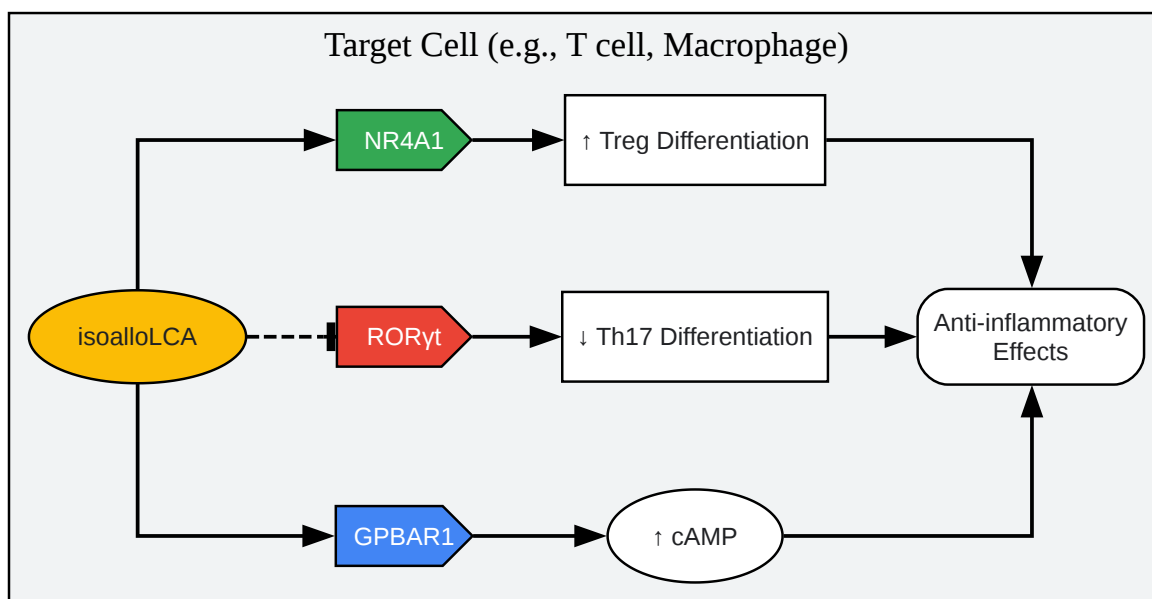 Target Cell (e.g., T cell, Macrophage)
NR4A1
↑ Treg Differentiation
isoalloLCA
RORγt
↓ Th17 Differentiation
Anti-inflammatory
Effects
GPBAR1
↑ cAMP